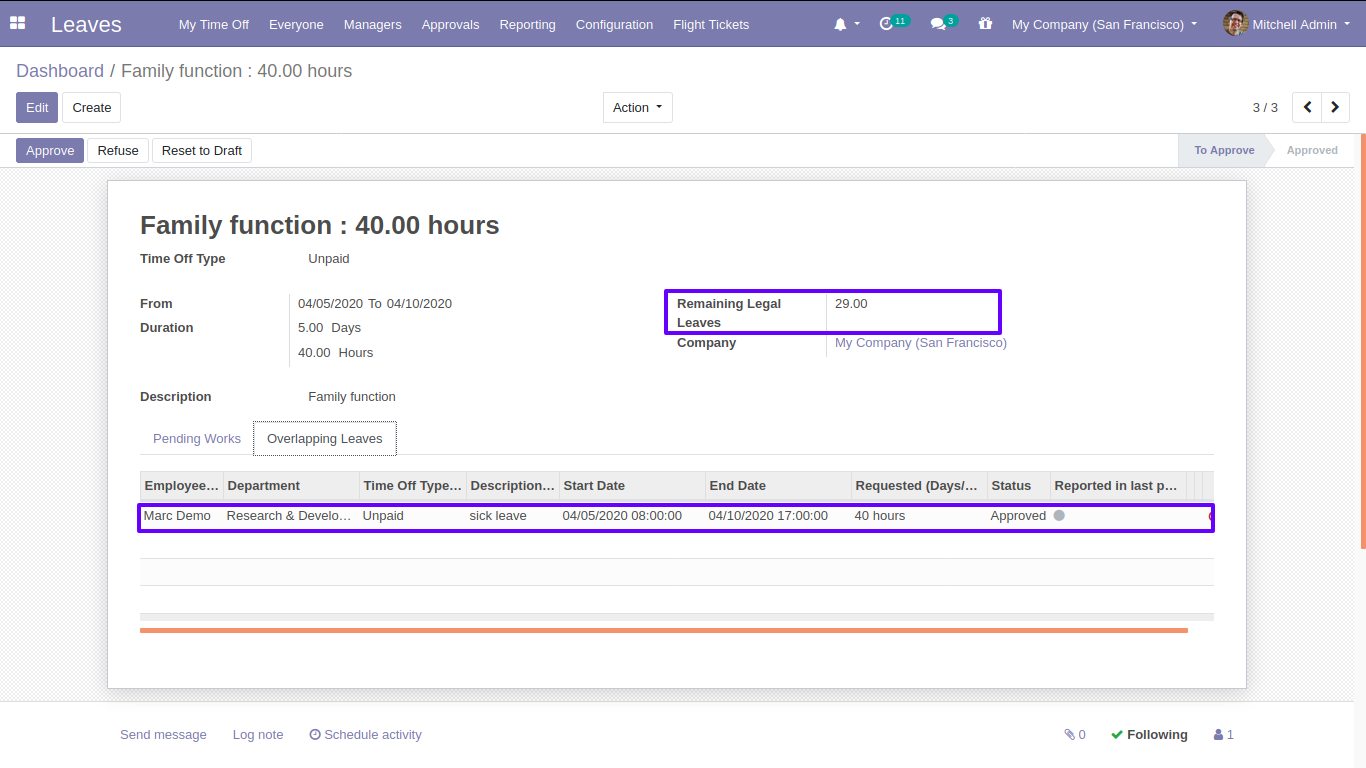 Leaves My Time Off Everyone Managers Approvals Reporting Configuration Flight Tickets 11 3 My Company (San Francisco) Mitchell Admin
Dashboard / Family function : 40.00 hours
Edit Create Action 3 / 3
Approve Refuse Reset to Draft To Approve Approved
Family function : 40.00 hours
Time Off Type Unpaid
From 04/05/2020 To 04/10/2020
Duration 5.00 Days
40.00 Hours
Remaining Legal Leaves 29.00
Company My Company (San Francisco)
Description Family function
Pending Works Overlapping Leaves
Employee... Department Time Off Type... Description... Start Date End Date Requested (Days/... Status Reported in last p...
Marc Demo Research & Develo... Unpaid sick leave 04/05/2020 08:00:00 04/10/2020 17:00:00 40 hours Approved
Send message Log note Schedule activity 0 Following 1